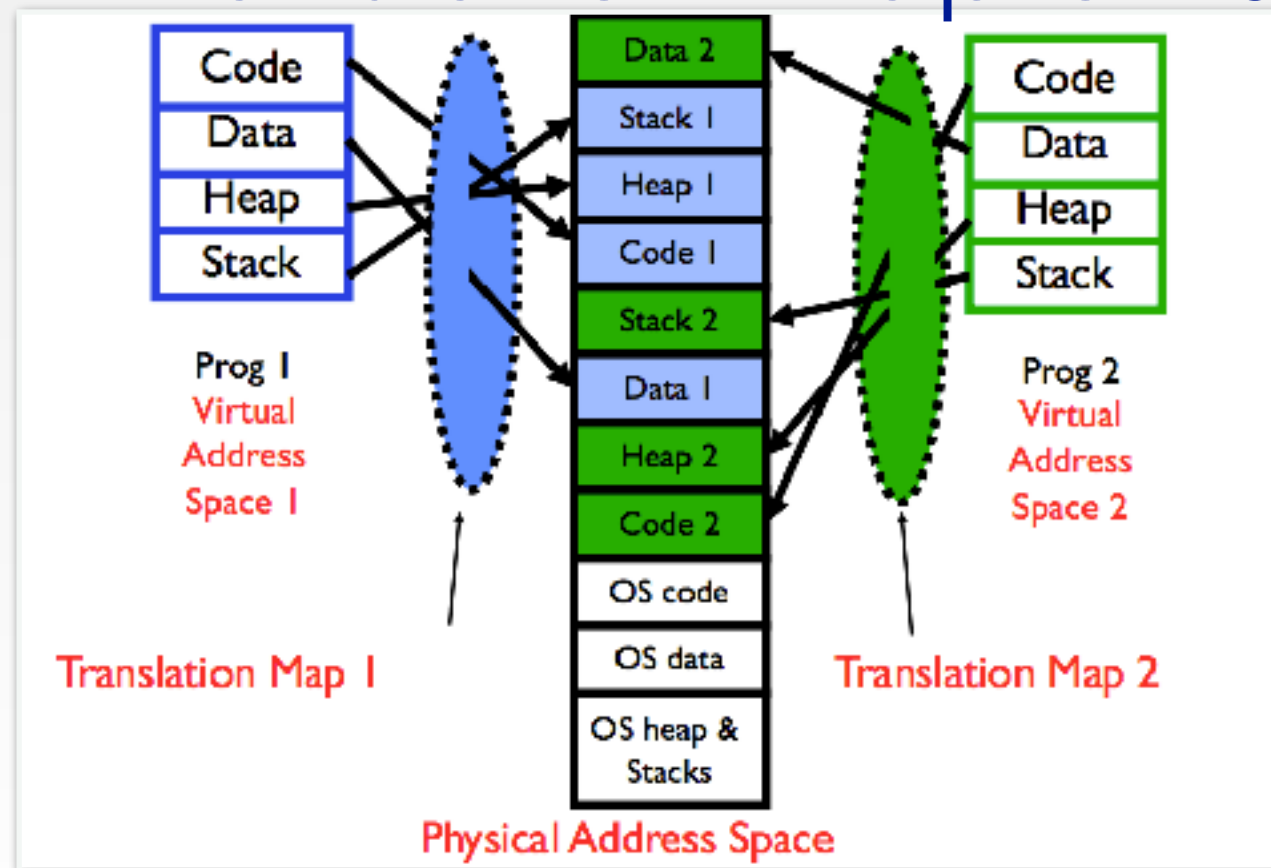 Code
Data
Heap
Stack
Prog 1
Virtual
Address
Space 1
Translation Map 1
Data 2
Stack 1
Heap 1
Code 1
Stack 2
Data 1
Heap 2
Code 2
OS code
OS data
OS heap &
Stacks
Physical Address Space
Code
Data
Heap
Stack
Prog 2
Virtual
Address
Space 2
Translation Map 2